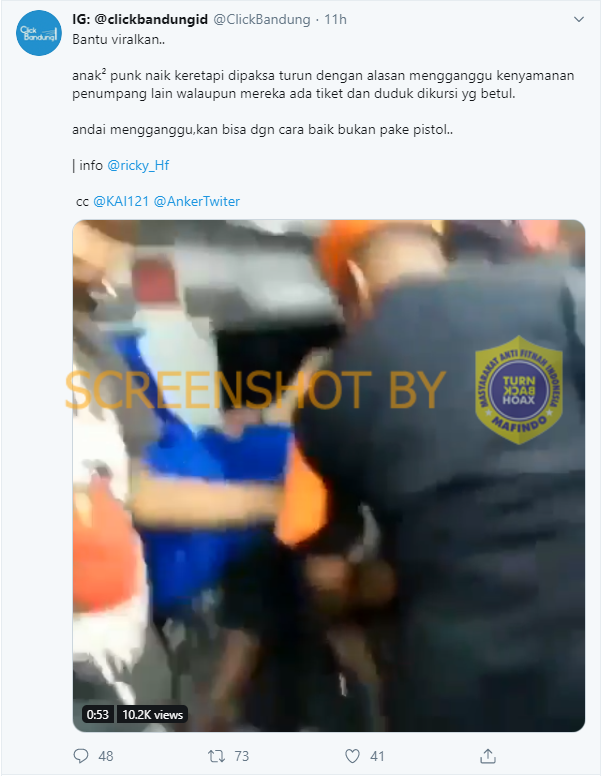 IG: @clickbandungid @ClickBandung · 11h
Click Bandung!
Bantu viralkan..
anak² punk naik keretapi dipaksa turun dengan alasan mengganggu kenyamanan
penumpang lain walaupun mereka ada tiket dan duduk dikursi yg betul.
andai mengganggu,kan bisa dgn cara baik bukan pake pistol..
| info @ricky_Hf
cc @KAI121 @AnkerTwiter
SCREENSHOT BY
MASYARAKAT ANTI FITNAH INDONESIA
TURN
BACK
HOAX
MAFINDO
0:53 10.2K views
48 73 41